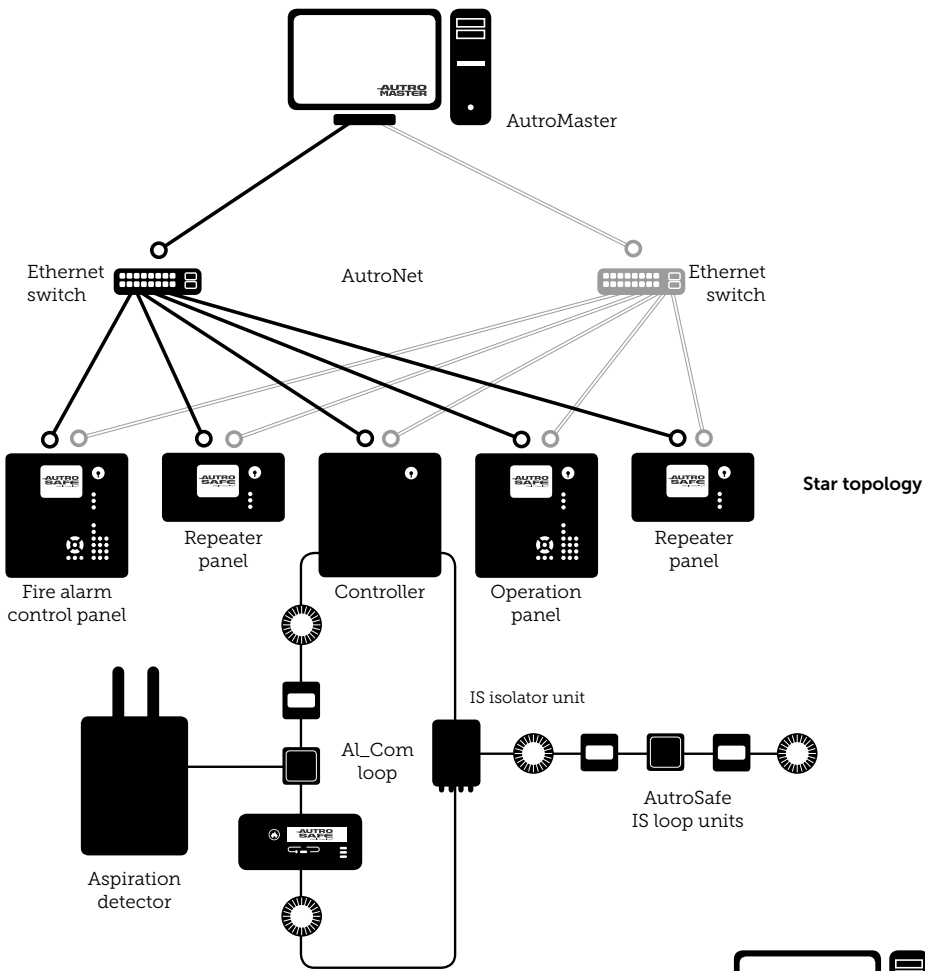 AUTRO
MASTER
AutroMaster
Ethernet
switch
AutroNet
Ethernet
switch
AUTRO
SAFE
AUTRO
SAFE
AUTRO
SAFE
AUTRO
SAFE
Star topology
Fire alarm
control panel
Repeater
panel
Controller
Operation
panel
Repeater
panel
IS isolator unit
Al_Com
loop
AutroSafe
IS loop units
AUTRO
SAFE
Aspiration
detector